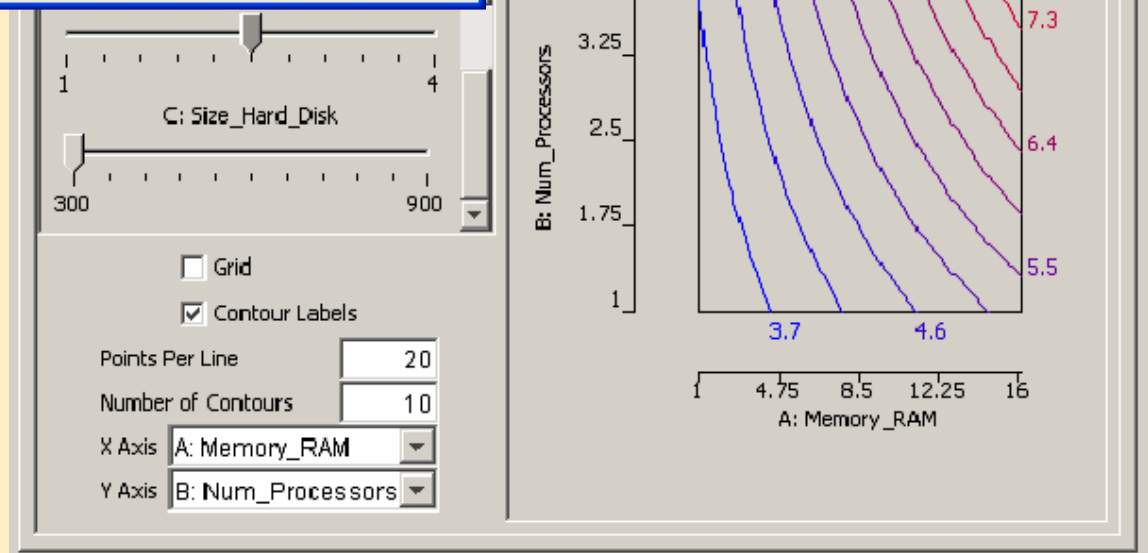 1 4
C: Size_Hard_Disk
300 900
Grid
Contour Labels
Points Per Line 20
Number of Contours 10
X Axis A: Memory_RAM
Y Axis B: Num_Processors
B: Num_Processors
3.25
2.5
1.75
1
7.3
6.4
5.5
3.7 4.6
1 4.75 8.5 12.25 16
A: Memory_RAM